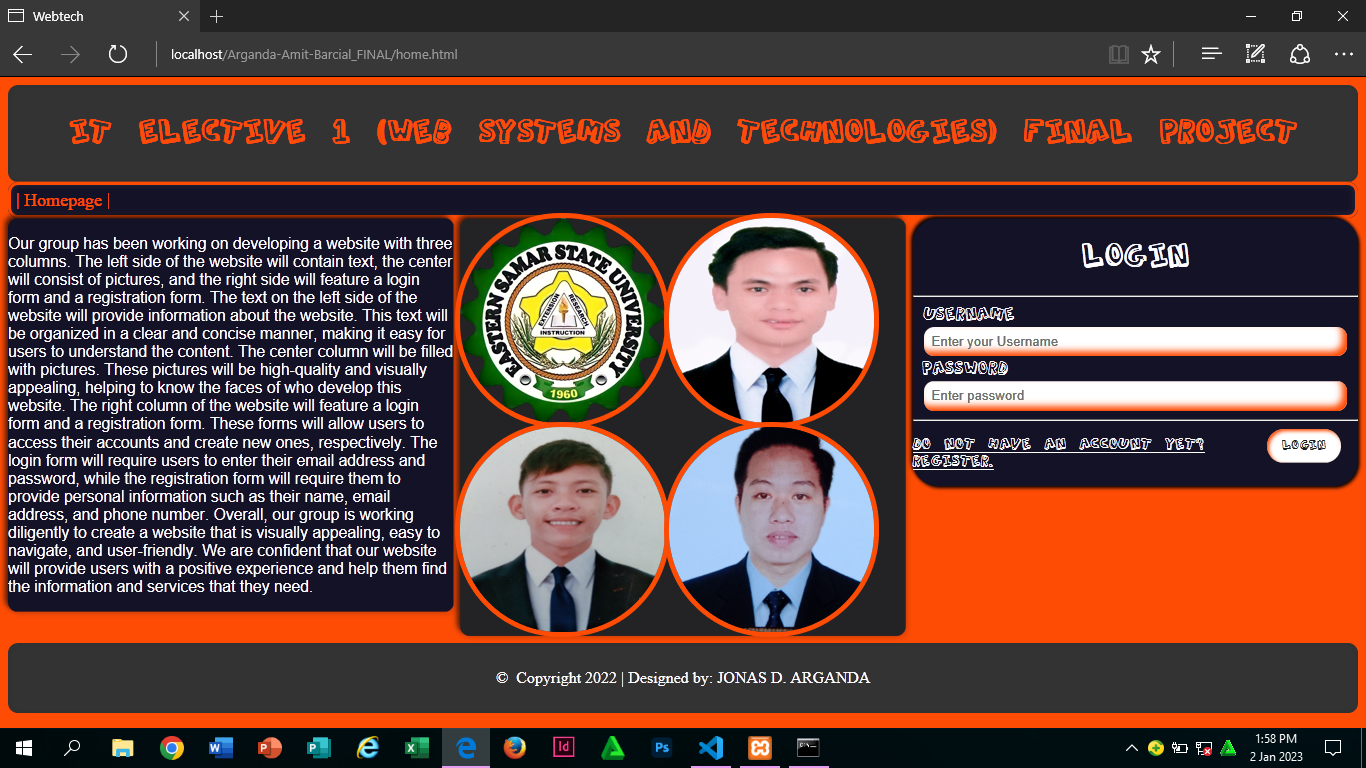 Webtech
localhost/Arganda-Amit-Barcial_FINAL/home.html
IT ELECTIVE 1 (WEB SYSTEMS AND TECHNOLOGIES) FINAL PROJECT
| Homepage |
Our group has been working on developing a website with three
columns. The left side of the website will contain text, the center
will consist of pictures, and the right side will feature a login
form and a registration form. The text on the left side of the
website will provide information about the website. This text will
be organized in a clear and concise manner, making it easy for
users to understand the content. The center column will be filled
with pictures. These pictures will be high-quality and visually
appealing, helping to know the faces of who develop this
website. The right column of the website will feature a login
form and a registration form. These forms will allow users to
access their accounts and create new ones, respectively. The
login form will require users to enter their email address and
password, while the registration form will require them to
provide personal information such as their name, email
address, and phone number. Overall, our group is working
diligently to create a website that is visually appealing, easy to
navigate, and user-friendly. We are confident that our website
will provide users with a positive experience and help them find
the information and services that they need.
EASTERN SAMAR STATE UNIVERSITY
EXTENSION
RESEARCH
INSTRUCTION
1960
LOGIN
USERNAME
Enter your Username
PASSWORD
Enter password
DO NOT HAVE AN ACCOUNT YET?
REGISTER.
LOGIN
© Copyright 2022 | Designed by: JONAS D. ARGANDA
1:58 PM
2 Jan 2023